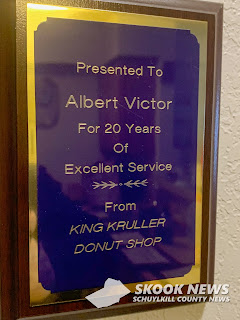 Presented To
Albert Victor
For 20 Years
Of
Excellent Service
From
KING KRULLER
DONUT SHOP
SKOOK NEWS
SCHUYLKILL COUNTY NEWS